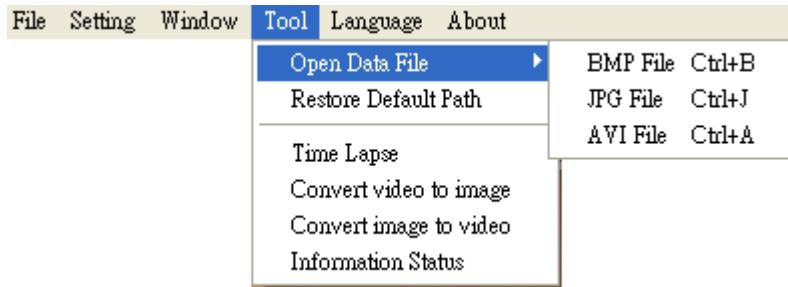 File Setting Window Tool Language About
Open Data File
BMP File Ctrl+B
Restore Default Path
JPG File Ctrl+J
AVI File Ctrl+A
Time Lapse
Convert video to image
Convert image to video
Information Status